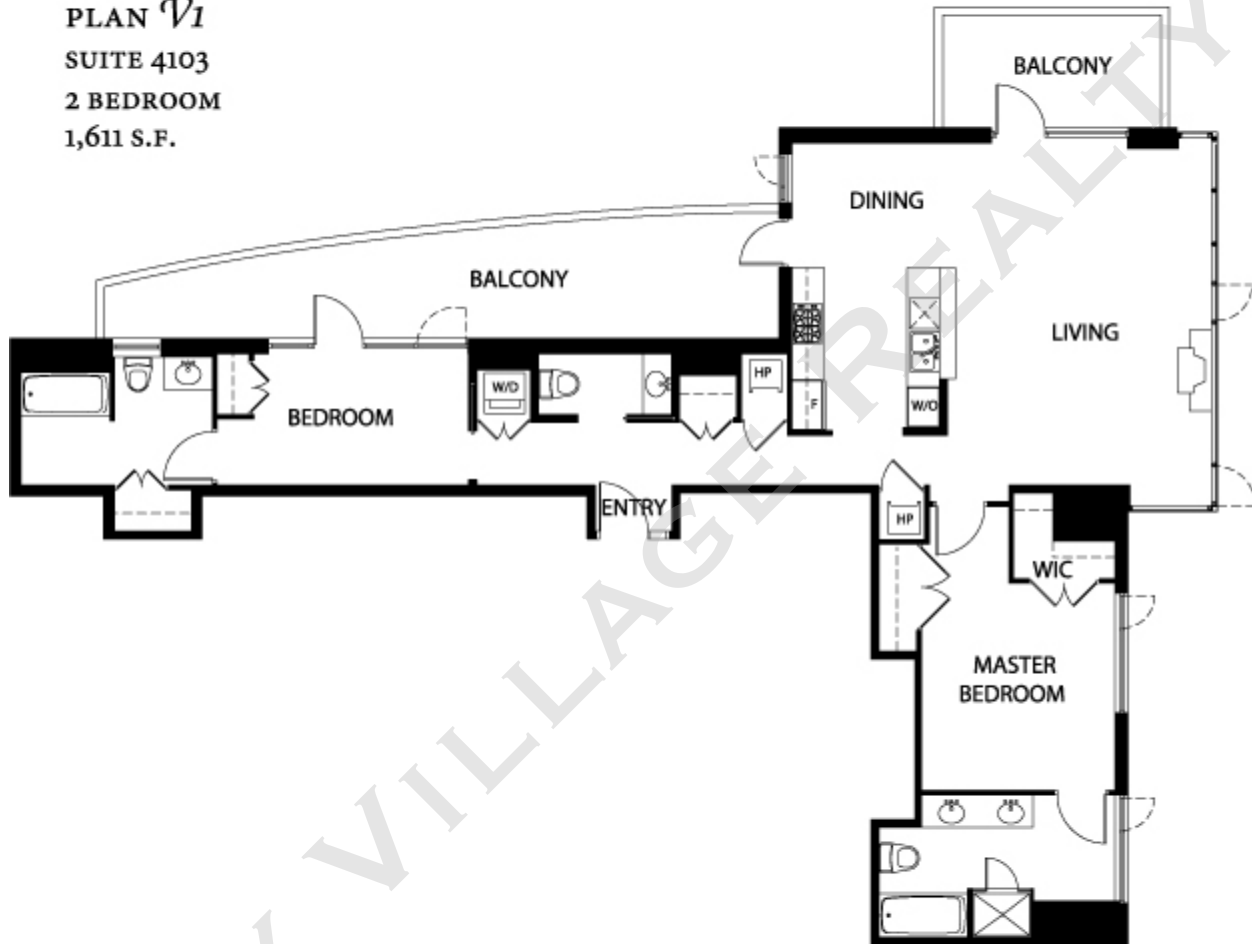 PLAN V1
SUITE 4103
2 BEDROOM
1,611 S.F.
BALCONY
DINING
BALCONY
LIVING
HP
W/D
F
W/O
BEDROOM
ENTRY
HP
WIC
MASTER
BEDROOM
Y VILLAGE REALTY